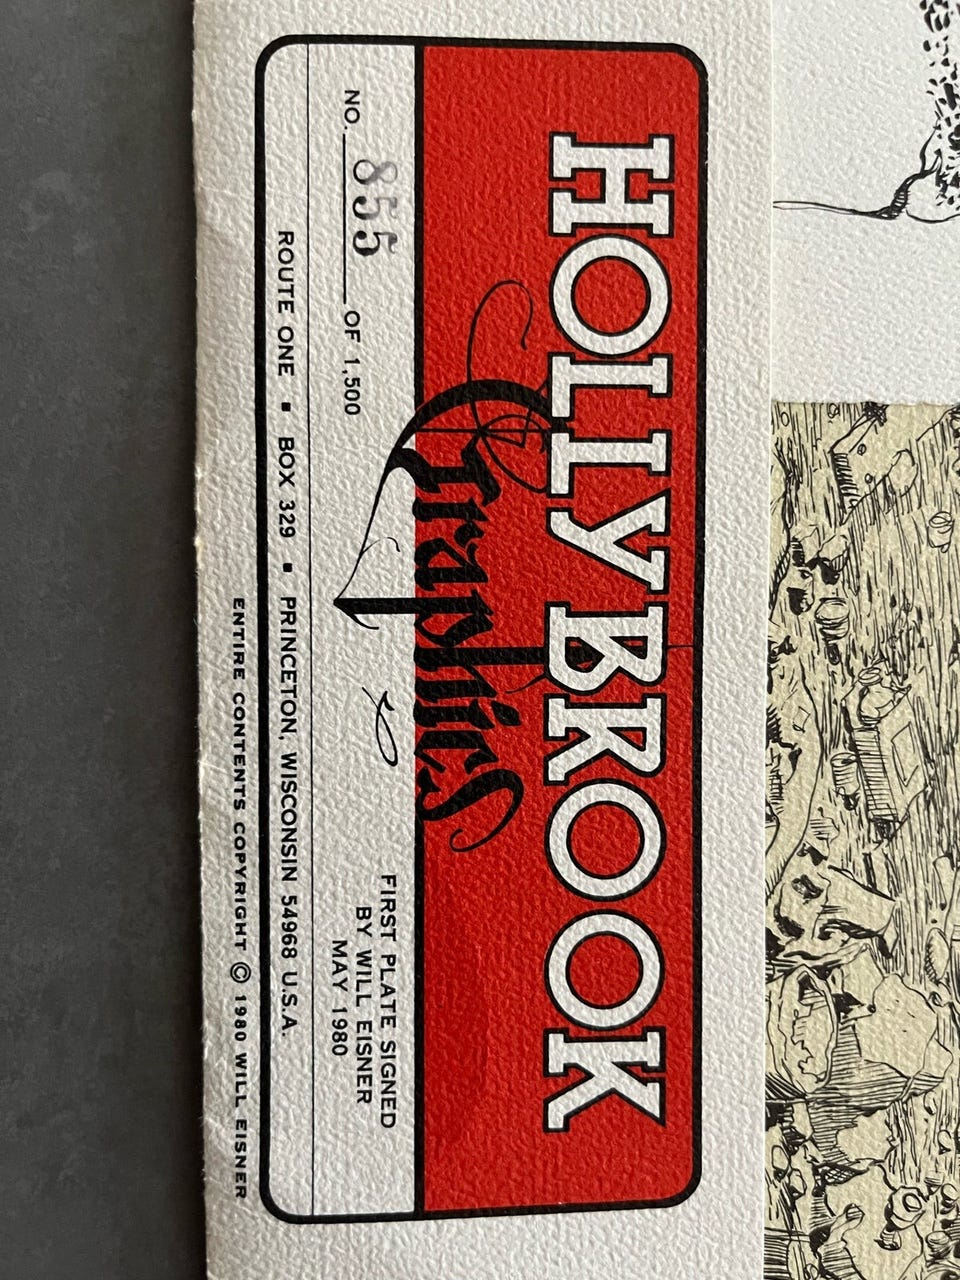 HOLLYBROOK
Graphics
NO. 855 OF 1,500
FIRST PLATE SIGNED
BY WILL EISNER
MAY 1980
ROUTE ONE ▪ BOX 329 ▪ PRINCETON, WISCONSIN 54968 U.S.A.
ENTIRE CONTENTS COPYRIGHT © 1980 WILL EISNER